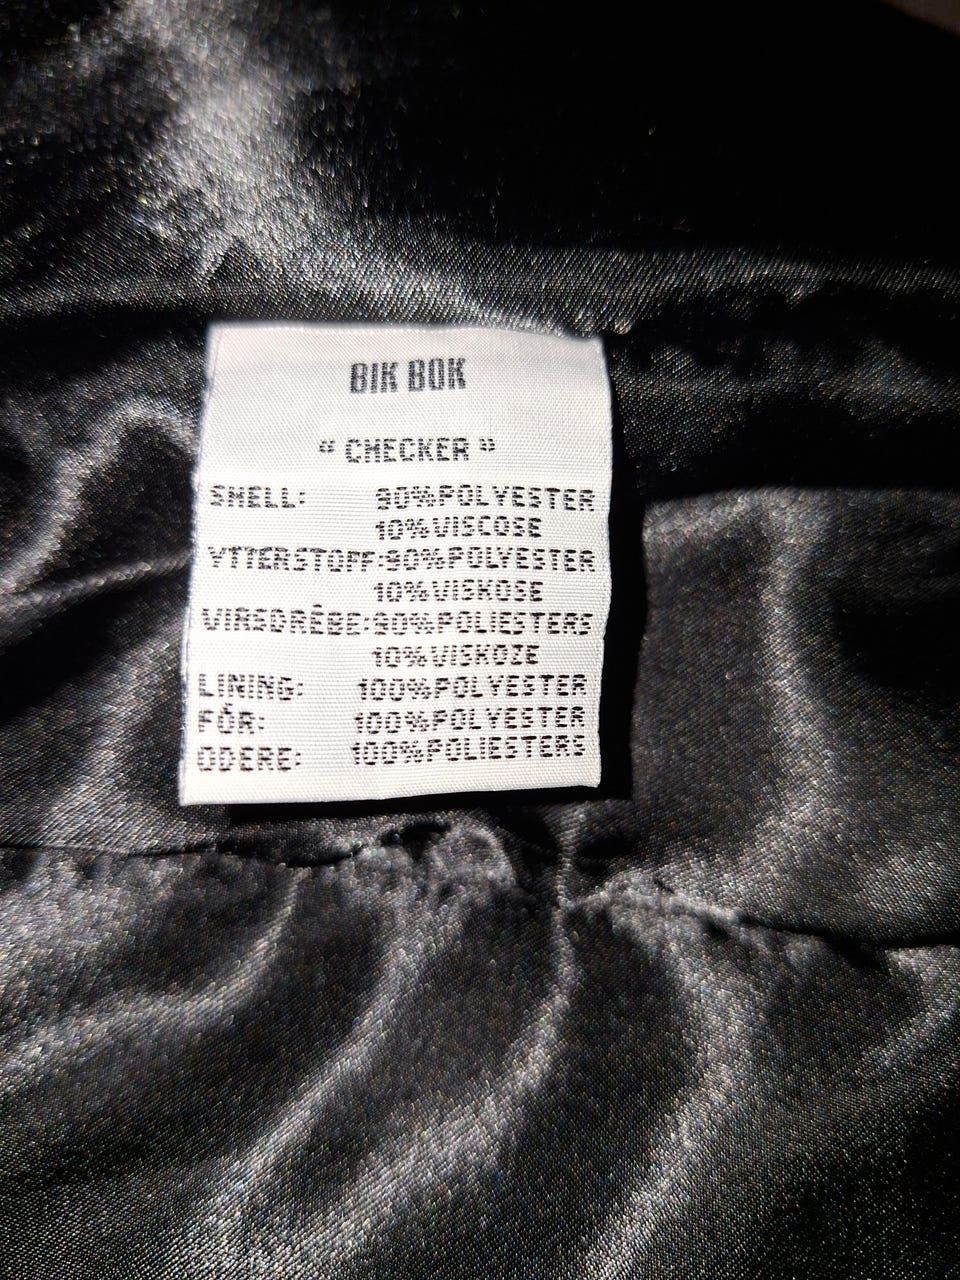 BIK BOK
" CHECKER "
SHELL: 90%POLYESTER
10%VISCOSE
YTTERSTOFF:90%POLYESTER
10%VISKOSE
VIRSDRĒBE:90%POLIESTERS
10%VISKOZE
LINING: 100%POLYESTER
FÓR: 100%POLYESTER
ODERE: 100%POLIESTERS